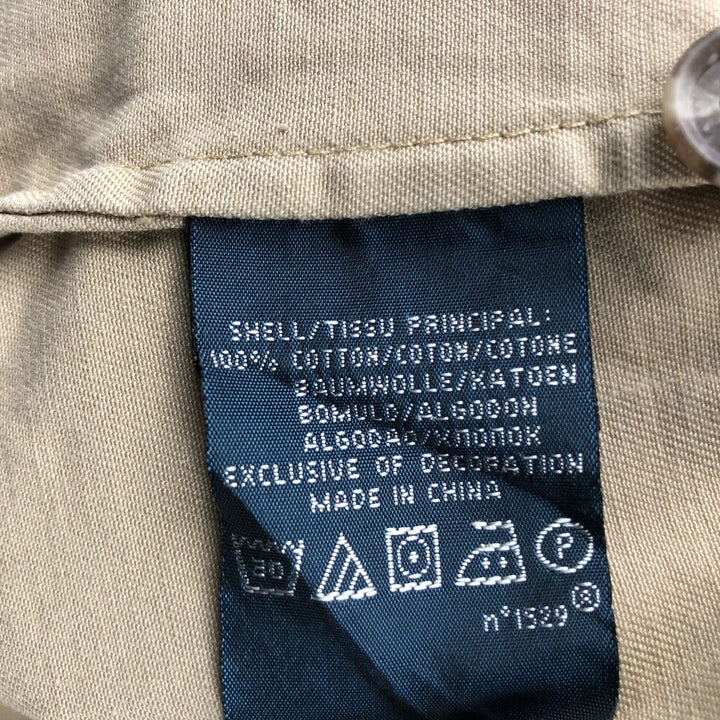 SHELL/TISSU PRINCIPAL:
100% COTTON/COTON/COTONE
BAUMWOLLE/KATOEN
BOMULD/ALGODON
ALGODAO/ХЛОПОК
EXCLUSIVE OF DECORATION
MADE IN CHINA
30
P
n°1529 ®